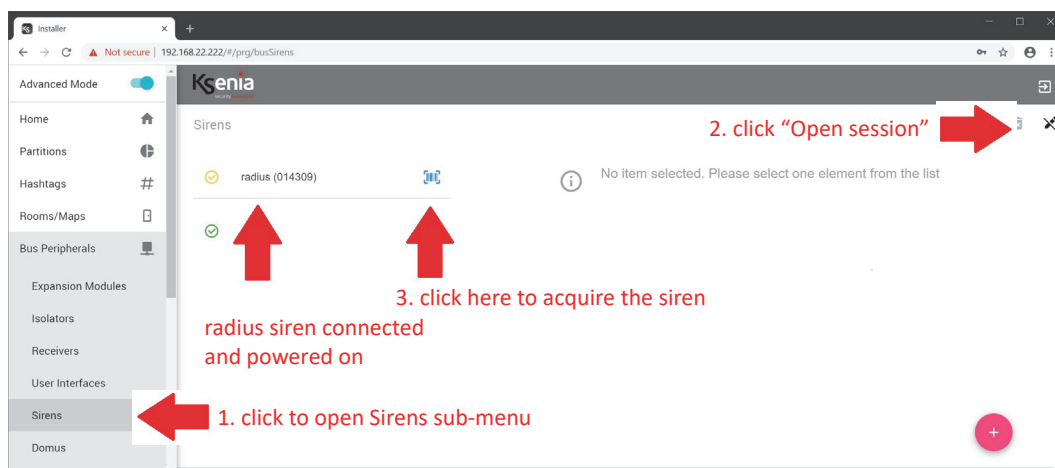 Installer
Not secure | 192.168.22.222/#/prg/busSirens
Advanced Mode
Ksenia
Home
Sirens
2. click “Open session”
Partitions
Hashtags
radius (014309)
No item selected. Please select one element from the list
Rooms/Maps
Bus Peripherals
Expansion Modules
3. click here to acquire the siren
Isolators
radius siren connected
and powered on
Receivers
User Interfaces
Sirens
1. click to open Sirens sub-menu
Domus